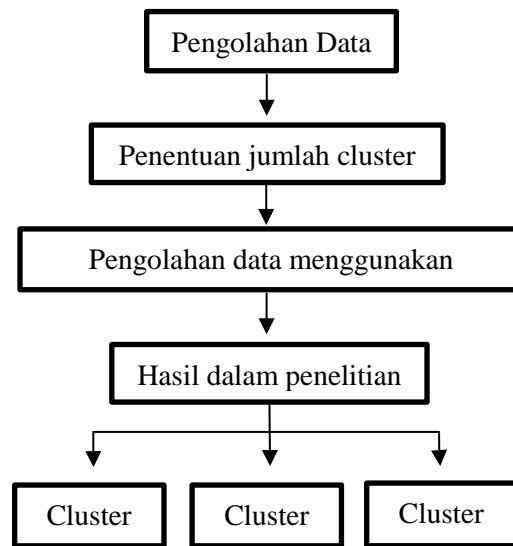 Pengolahan Data
Penentuan jumlah cluster
Pengolahan data menggunakan
Hasil dalam penelitian
Cluster
Cluster
Cluster